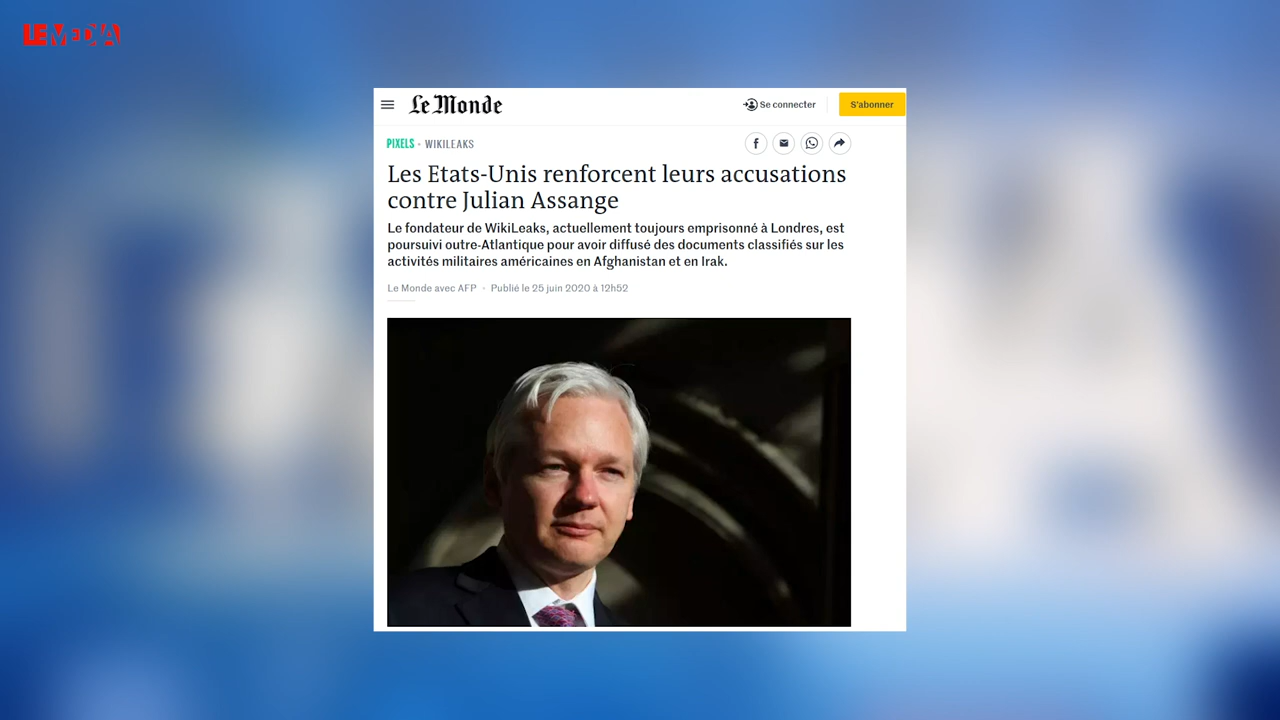 LEMEDIA
Le Monde
Se connecter
S'abonner
PIXELS • WIKILEAKS
Les Etats-Unis renforcent leurs accusations
contre Julian Assange
Le fondateur de WikiLeaks, actuellement toujours emprisonné à Londres, est
poursuivi outre-Atlantique pour avoir diffusé des documents classifiés sur les
activités militaires américaines en Afghanistan et en Irak.
Le Monde avec AFP • Publié le 25 juin 2020 à 12h52